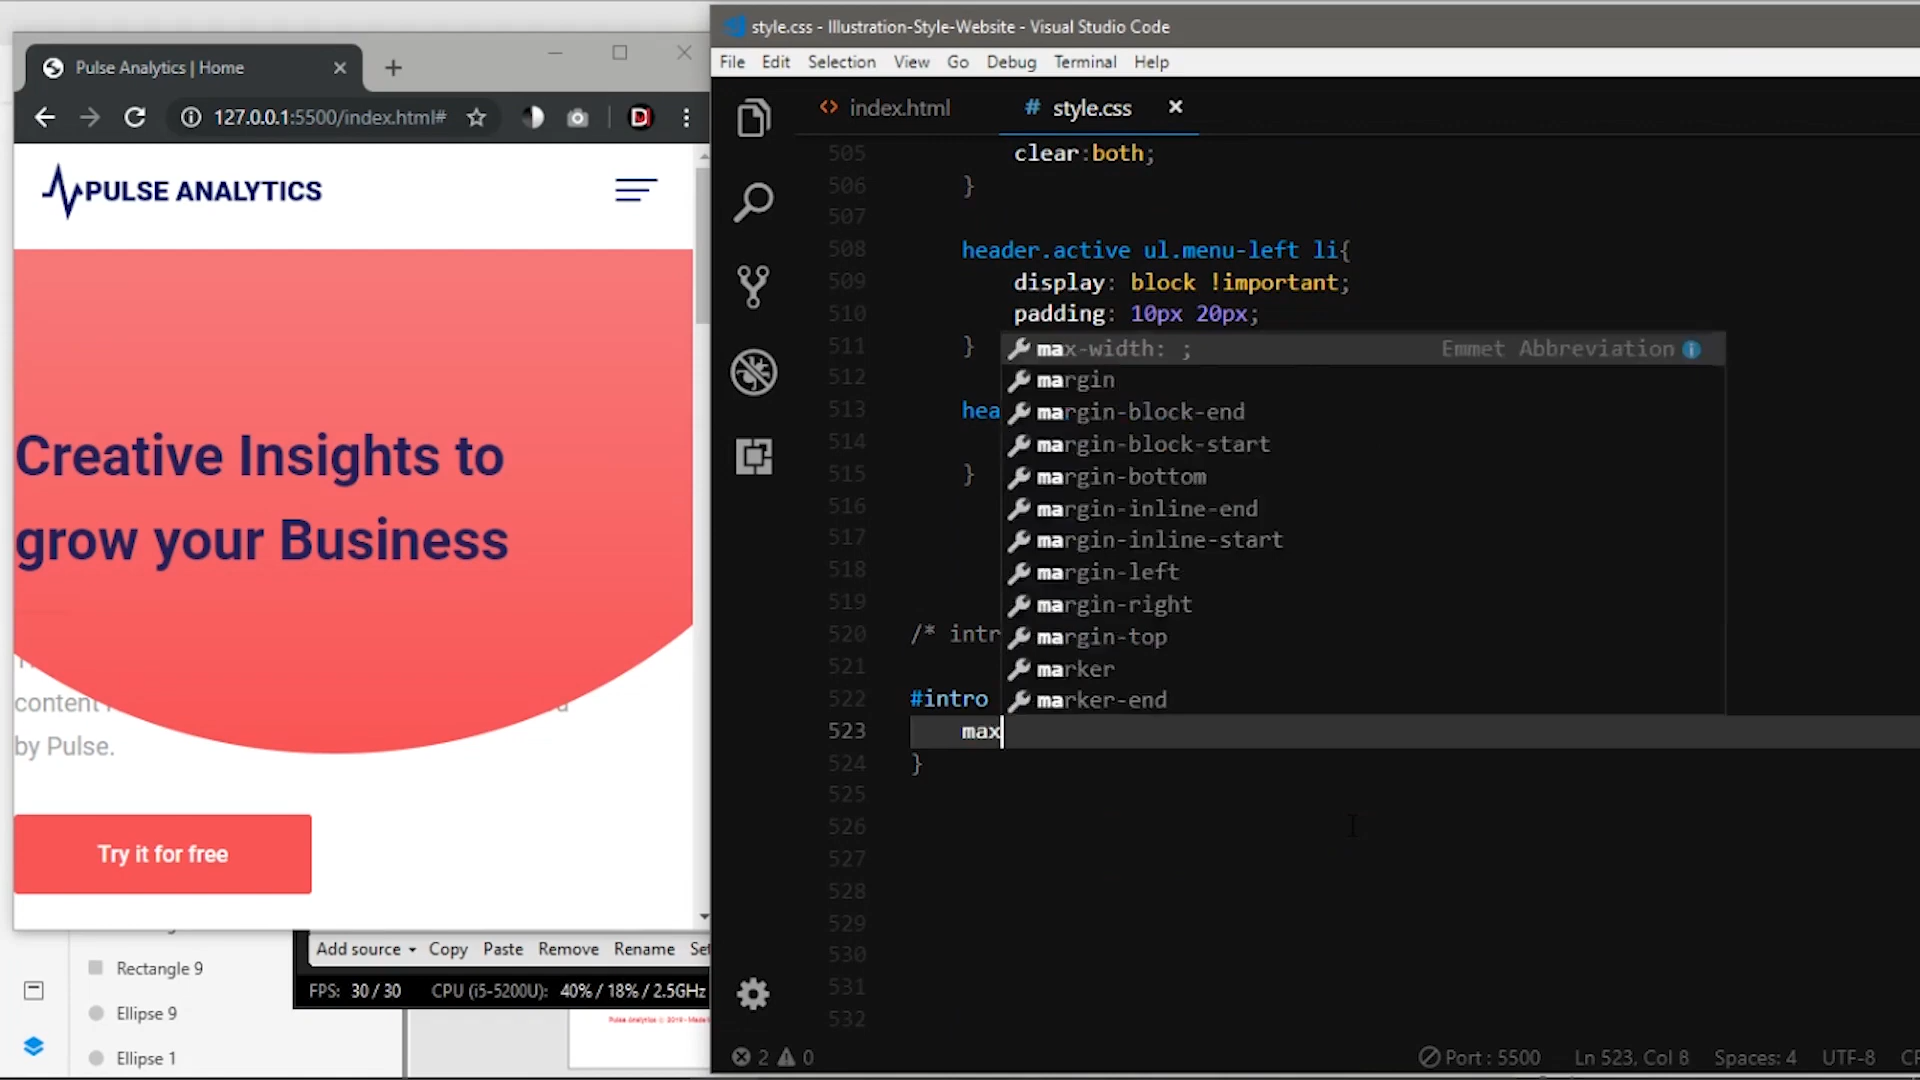 Pulse Analytics | Home
127.0.0.1:5500/index.html#
PULSE ANALYTICS
Creative Insights to
grow your Business
content
by Pulse.
Try it for free
Rectangle 9
Ellipse 9
Ellipse 1
Add source Copy Paste Remove Rename Set
FPS: 30 / 30 CPU (i5-5200U): 40% / 18% / 2.5GHz
Pulse Analytics © 2019 - Made
style.css - Illustration-Style-Website - Visual Studio Code
File Edit Selection View Go Debug Terminal Help
<> index.html # style.css
505 clear:both;
506 }
507
508 header.active ul.menu-left li{
509 display: block !important;
510 padding: 10px 20px;
511 }
512
513 hea
514
515 }
516
517
518
519
520 /* intr
521
522 #intro
523 max
524 }
525
526
527
528
529
530
531
532
max-width: ; Emmet Abbreviation
margin
margin-block-end
margin-block-start
margin-bottom
margin-inline-end
margin-inline-start
margin-left
margin-right
margin-top
marker
marker-end
2 0 Port : 5500 Ln 523, Col 8 Spaces: 4 UTF-8 CR